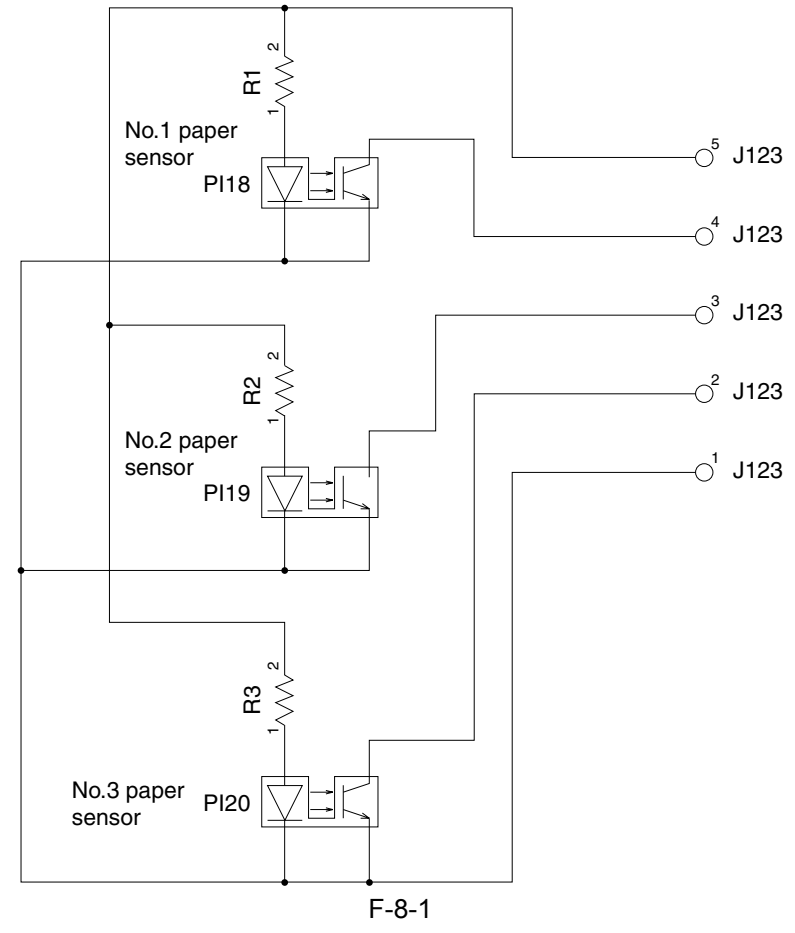 2
R1
1
No.1 paper
sensor
PI18
5 J123
4 J123
3 J123
2
R2
1
2 J123
No.2 paper
sensor
PI19
1 J123
2
R3
1
No.3 paper
sensor
PI20
F-8-1